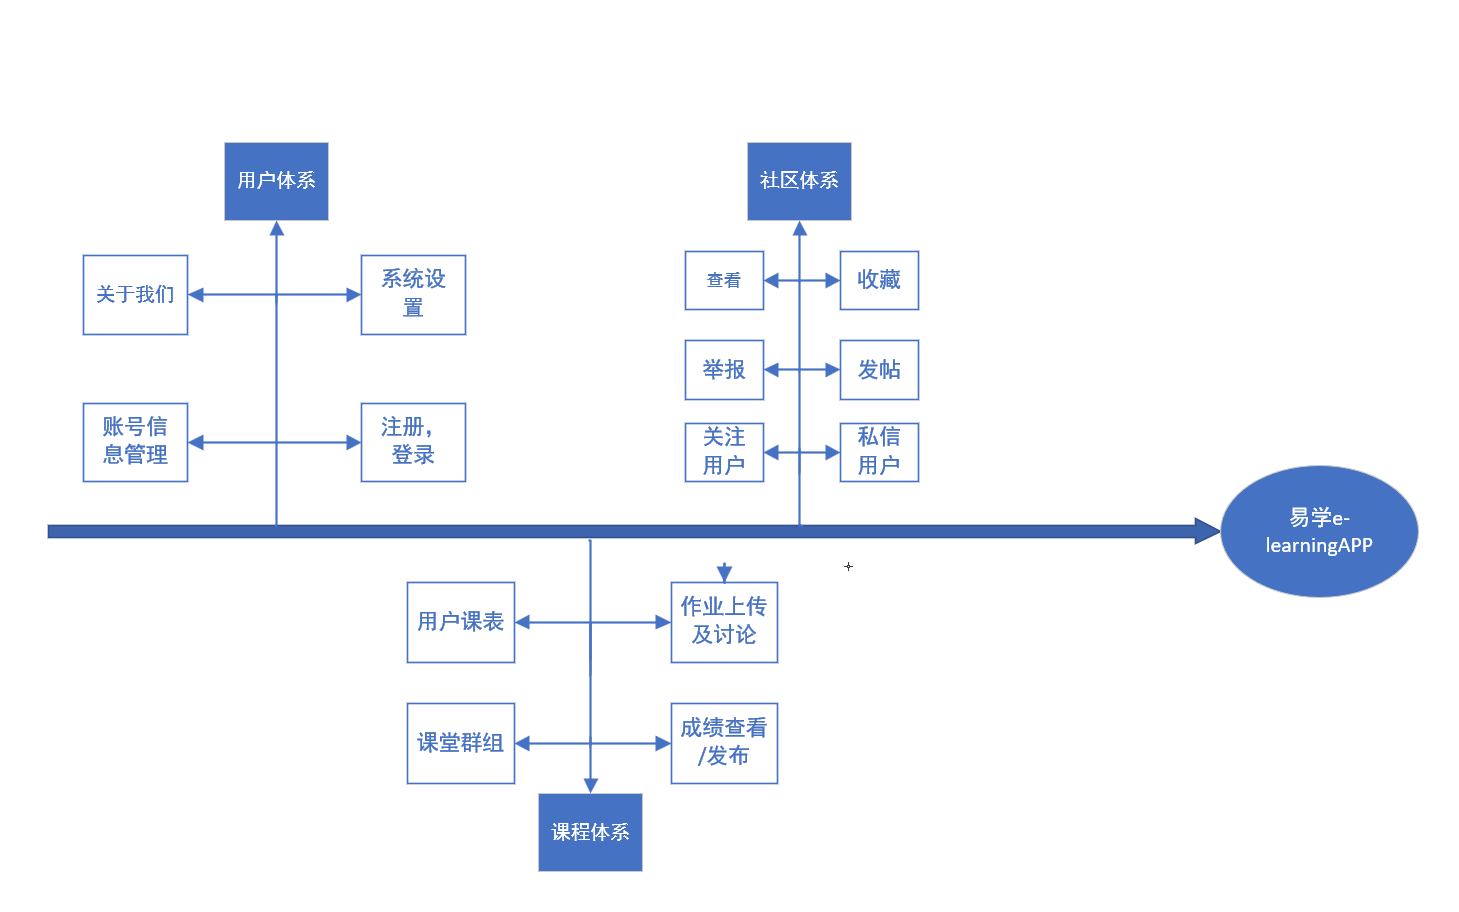 用户体系
社区体系
关于我们
系统设
置
查看
收藏
举报
发帖
账号信
息管理
注册，
登录
关注
用户
私信
用户
易学e-
learningAPP
用户课表
作业上传
及讨论
课堂群组
成绩查看
/发布
课程体系